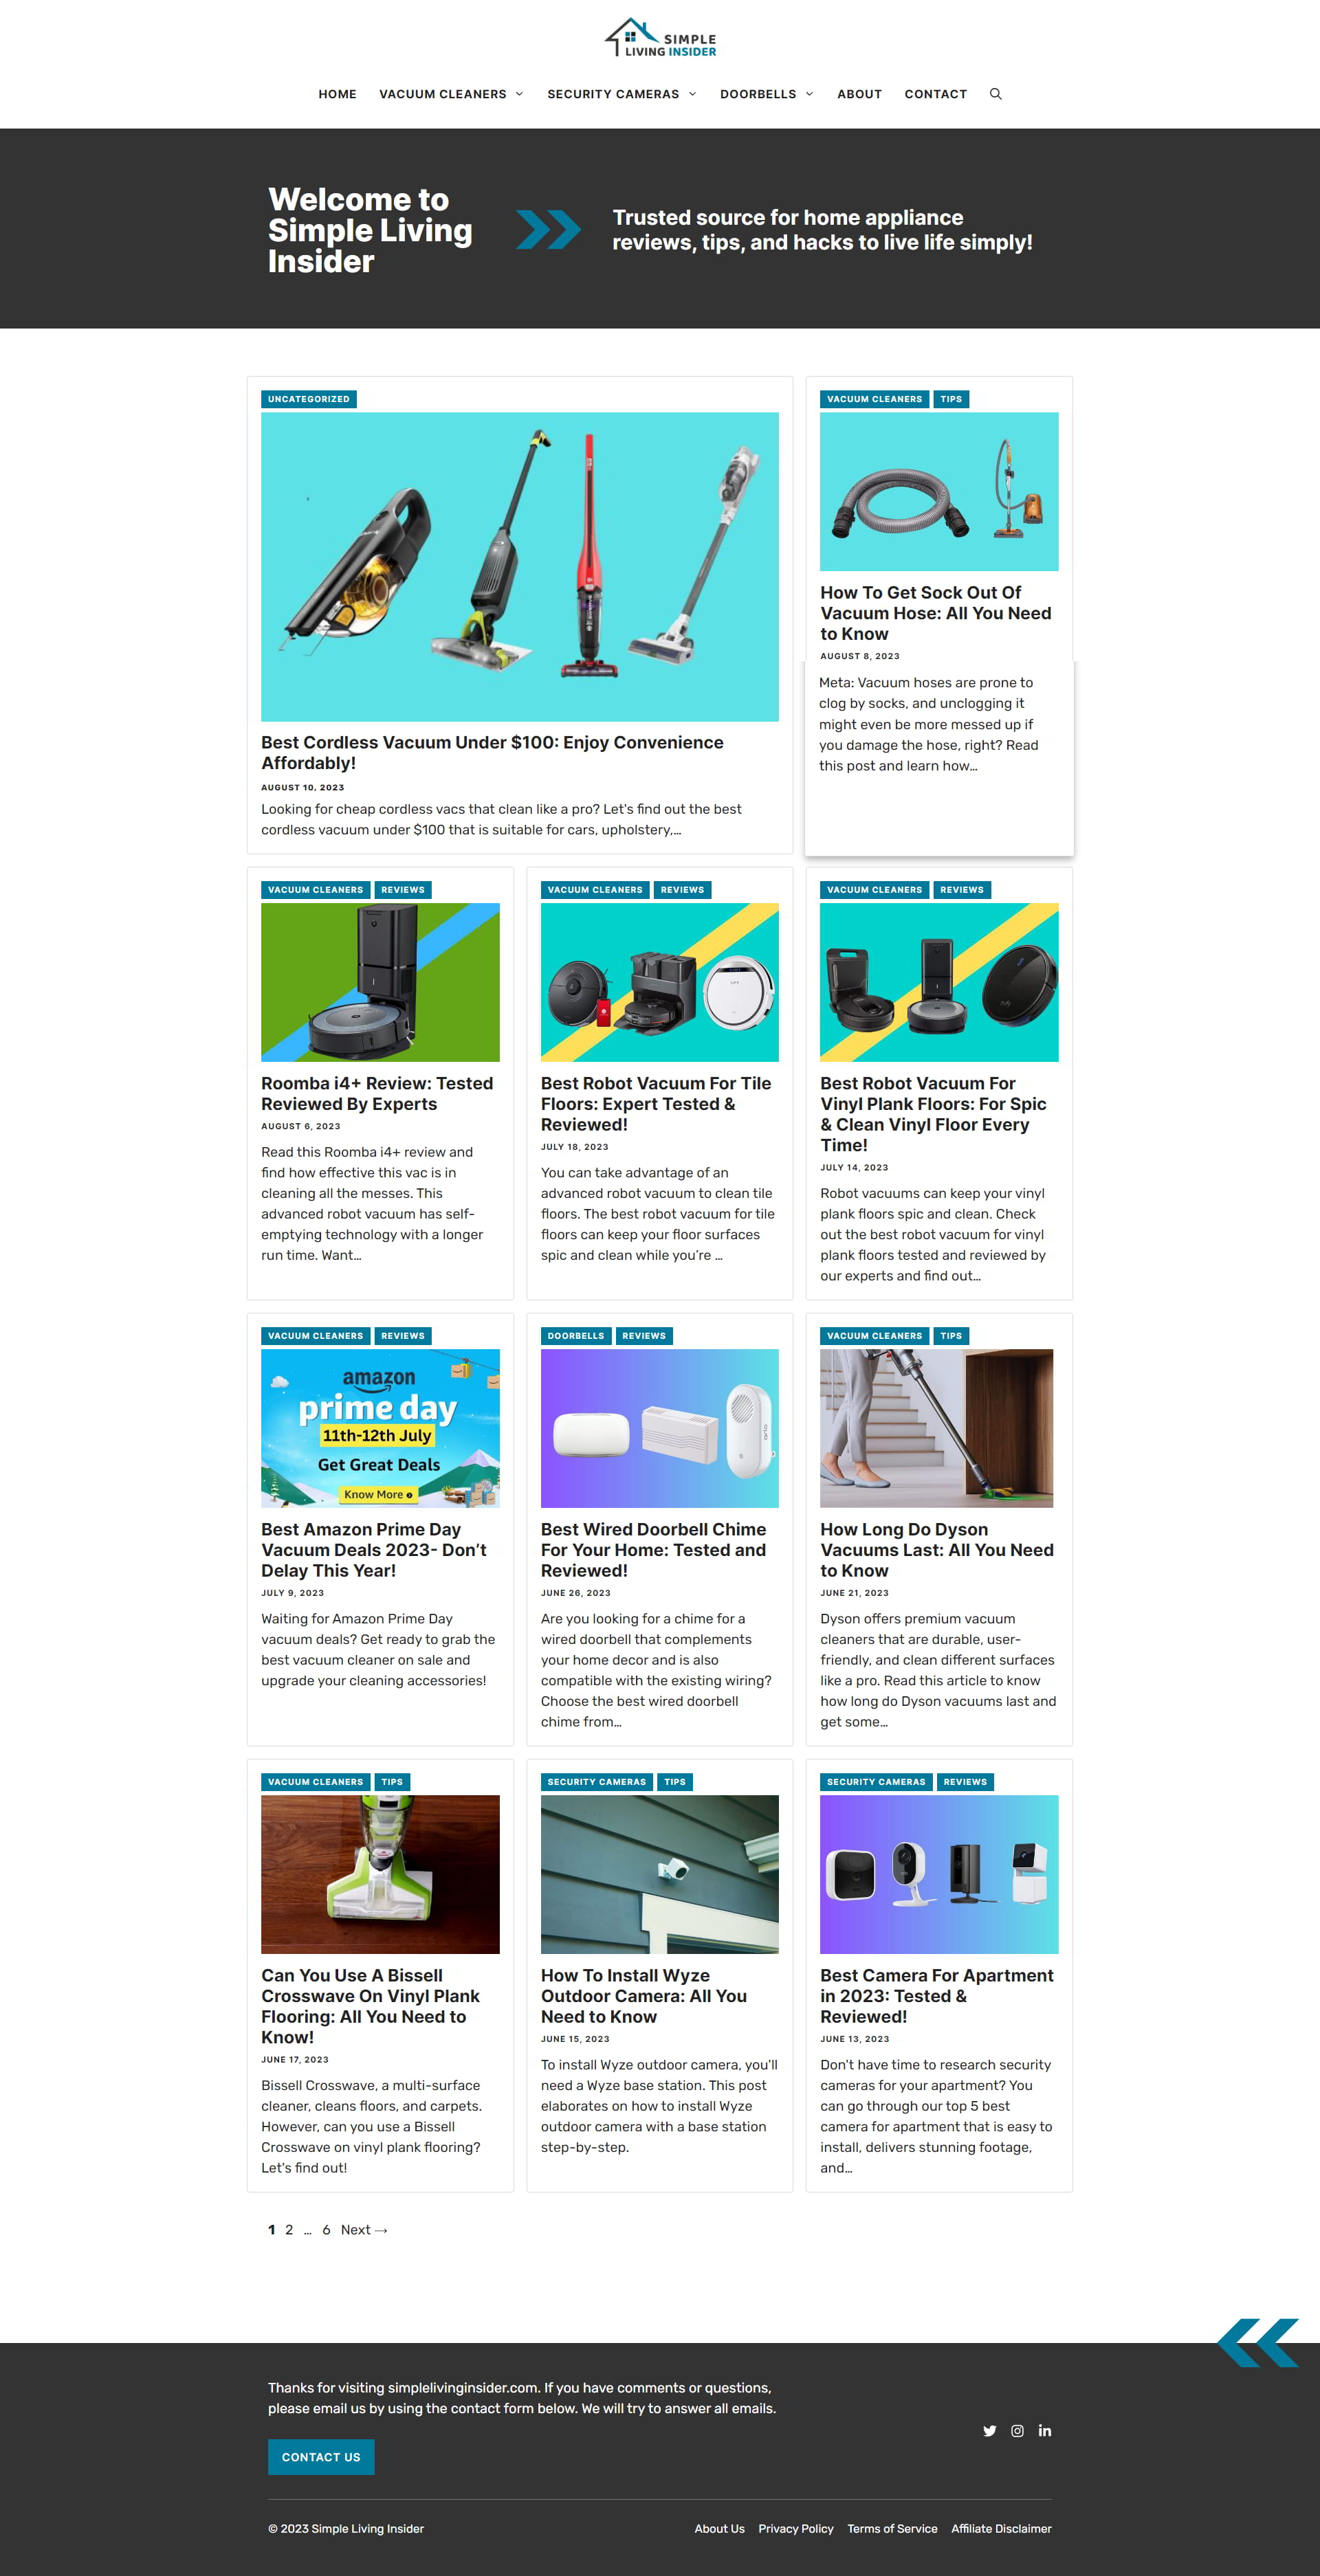 SIMPLE
LIVING INSIDER
HOME VACUUM CLEANERS SECURITY CAMERAS DOORBELLS ABOUT CONTACT
Welcome to
Simple Living
Insider
Trusted source for home appliance
reviews, tips, and hacks to live life simply!
UNCATEGORIZED
Best Cordless Vacuum Under $100: Enjoy Convenience
Affordably!
AUGUST 10, 2023
Looking for cheap cordless vacs that clean like a pro? Let's find out the best
cordless vacuum under $100 that is suitable for cars, upholstery,...
VACUUM CLEANERS TIPS
How To Get Sock Out Of
Vacuum Hose: All You Need
to Know
AUGUST 8, 2023
Meta: Vacuum hoses are prone to
clog by socks, and unclogging it
might even be more messed up if
you damage the hose, right? Read
this post and learn how...
VACUUM CLEANERS REVIEWS
Roomba i4+ Review: Tested
Reviewed By Experts
AUGUST 6, 2023
Read this Roomba i4+ review and
find how effective this vac is in
cleaning all the messes. This
advanced robot vacuum has self-
emptying technology with a longer
run time. Want...
VACUUM CLEANERS REVIEWS
Best Robot Vacuum For Tile
Floors: Expert Tested &
Reviewed!
JULY 18, 2023
You can take advantage of an
advanced robot vacuum to clean tile
floors. The best robot vacuum for tile
floors can keep your floor surfaces
spic and clean while you're ...
VACUUM CLEANERS REVIEWS
Best Robot Vacuum For
Vinyl Plank Floors: For Spic
& Clean Vinyl Floor Every
Time!
JULY 14, 2023
Robot vacuums can keep your vinyl
plank floors spic and clean. Check
out the best robot vacuum for vinyl
plank floors tested and reviewed by
our experts and find out...
VACUUM CLEANERS REVIEWS
amazon
prime day
11th-12th July
Get Great Deals
Know More
Best Amazon Prime Day
Vacuum Deals 2023- Don't
Delay This Year!
JULY 9, 2023
Waiting for Amazon Prime Day
vacuum deals? Get ready to grab the
best vacuum cleaner on sale and
upgrade your cleaning accessories!
DOORBELLS REVIEWS
arlo
Best Wired Doorbell Chime
For Your Home: Tested and
Reviewed!
JUNE 26, 2023
Are you looking for a chime for a
wired doorbell that complements
your home decor and is also
compatible with the existing wiring?
Choose the best wired doorbell
chime from...
VACUUM CLEANERS TIPS
How Long Do Dyson
Vacuums Last: All You Need
to Know
JUNE 21, 2023
Dyson offers premium vacuum
cleaners that are durable, user-
friendly, and clean different surfaces
like a pro. Read this article to know
how long do Dyson vacuums last and
get some...
VACUUM CLEANERS TIPS
Can You Use A Bissell
Crosswave On Vinyl Plank
Flooring: All You Need to
Know!
JUNE 17, 2023
Bissell Crosswave, a multi-surface
cleaner, cleans floors, and carpets.
However, can you use a Bissell
Crosswave on vinyl plank flooring?
Let's find out!
SECURITY CAMERAS TIPS
How To Install Wyze
Outdoor Camera: All You
Need to Know
JUNE 15, 2023
To install Wyze outdoor camera, you'll
need a Wyze base station. This post
elaborates on how to install Wyze
outdoor camera with a base station
step-by-step.
SECURITY CAMERAS REVIEWS
Best Camera For Apartment
in 2023: Tested &
Reviewed!
JUNE 13, 2023
Don't have time to research security
cameras for your apartment? You
can go through our top 5 best
camera for apartment that is easy to
install, delivers stunning footage,
and...
1 2 … 6 Next →
Thanks for visiting simplelivinginsider.com. If you have comments or questions,
please email us by using the contact form below. We will try to answer all emails.
CONTACT US
© 2023 Simple Living Insider
About Us Privacy Policy Terms of Service Affiliate Disclaimer